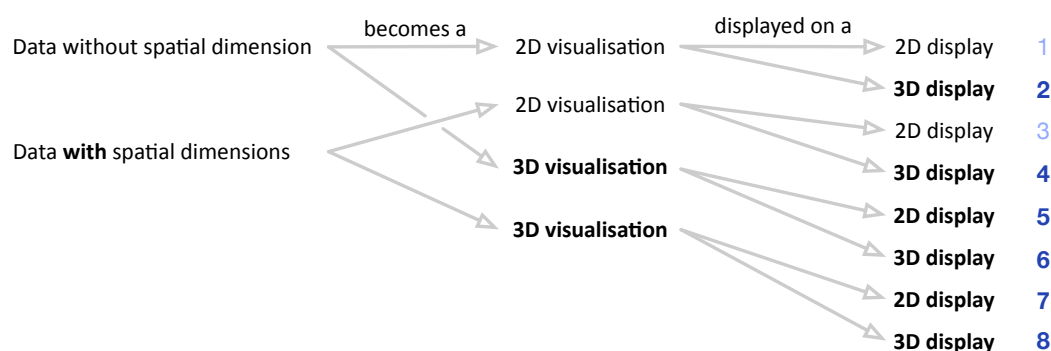 becomes a
displayed on a
Data without spatial dimension
2D visualisation
2D display 1
3D display 2
2D visualisation
2D display 3
Data with spatial dimensions
3D visualisation
3D display 4
2D display 5
3D visualisation
3D display 6
2D display 7
3D display 8